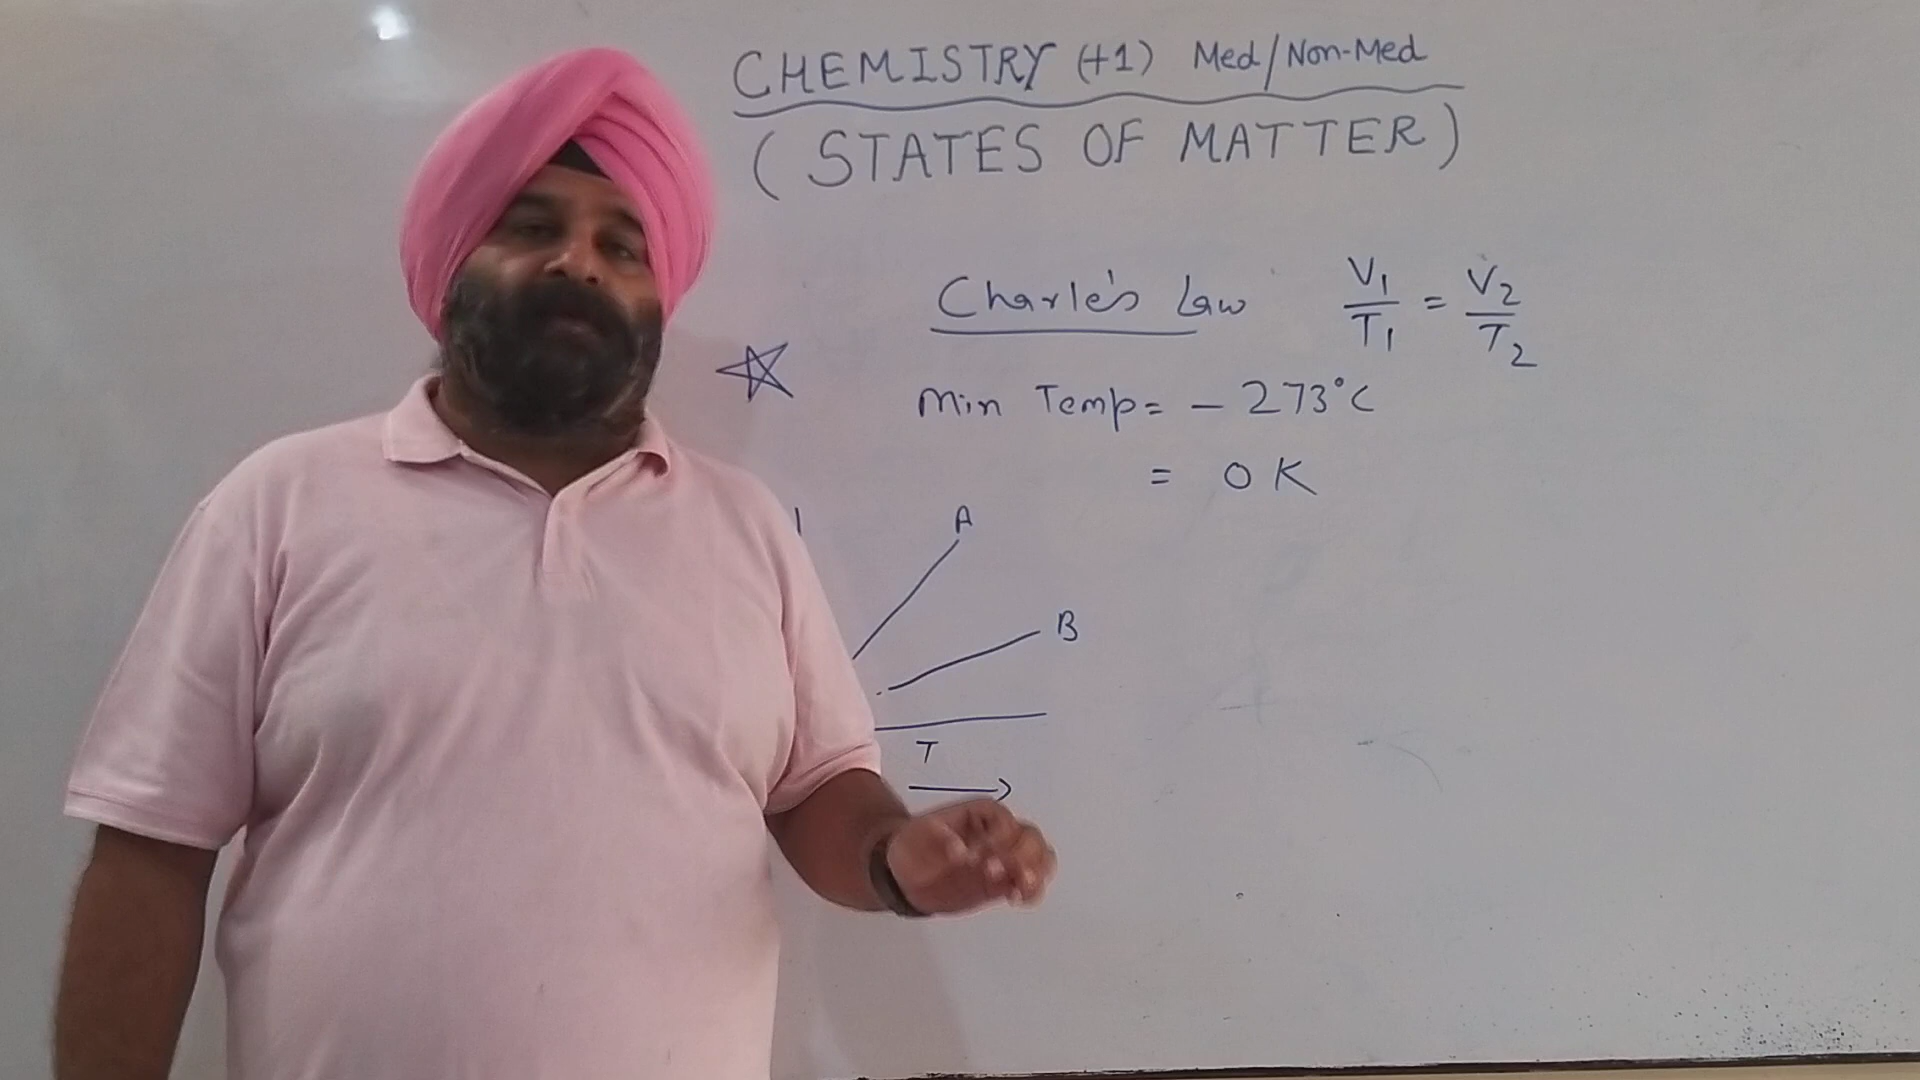 CHEMISTRY (+1) Med/Non-Med
(STATES OF MATTER)
Charle's Law V1/T1 = V2/T2
Min Temp = - 273°C
= 0 K
A
B
T